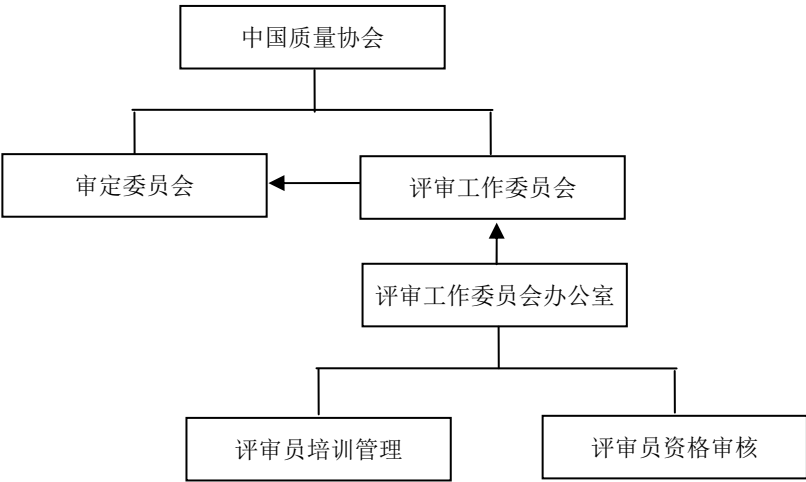 中国质量协会
审定委员会
评审工作委员会
评审工作委员会办公室
评审员培训管理
评审员资格审核